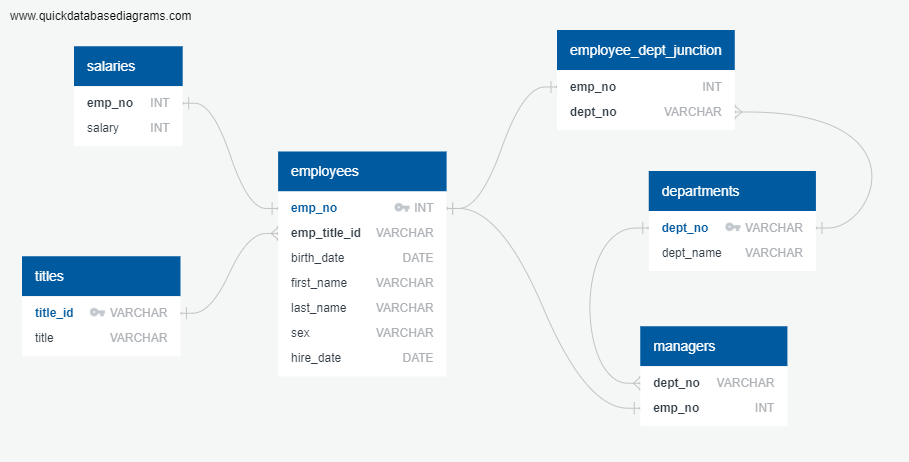 www.quickdatabasediagrams.com
salaries
emp_no INT
salary INT
employee_dept_junction
emp_no INT
dept_no VARCHAR
employees
emp_no INT
emp_title_id VARCHAR
birth_date DATE
first_name VARCHAR
last_name VARCHAR
sex VARCHAR
hire_date DATE
departments
dept_no VARCHAR
dept_name VARCHAR
titles
title_id VARCHAR
title VARCHAR
managers
dept_no VARCHAR
emp_no INT